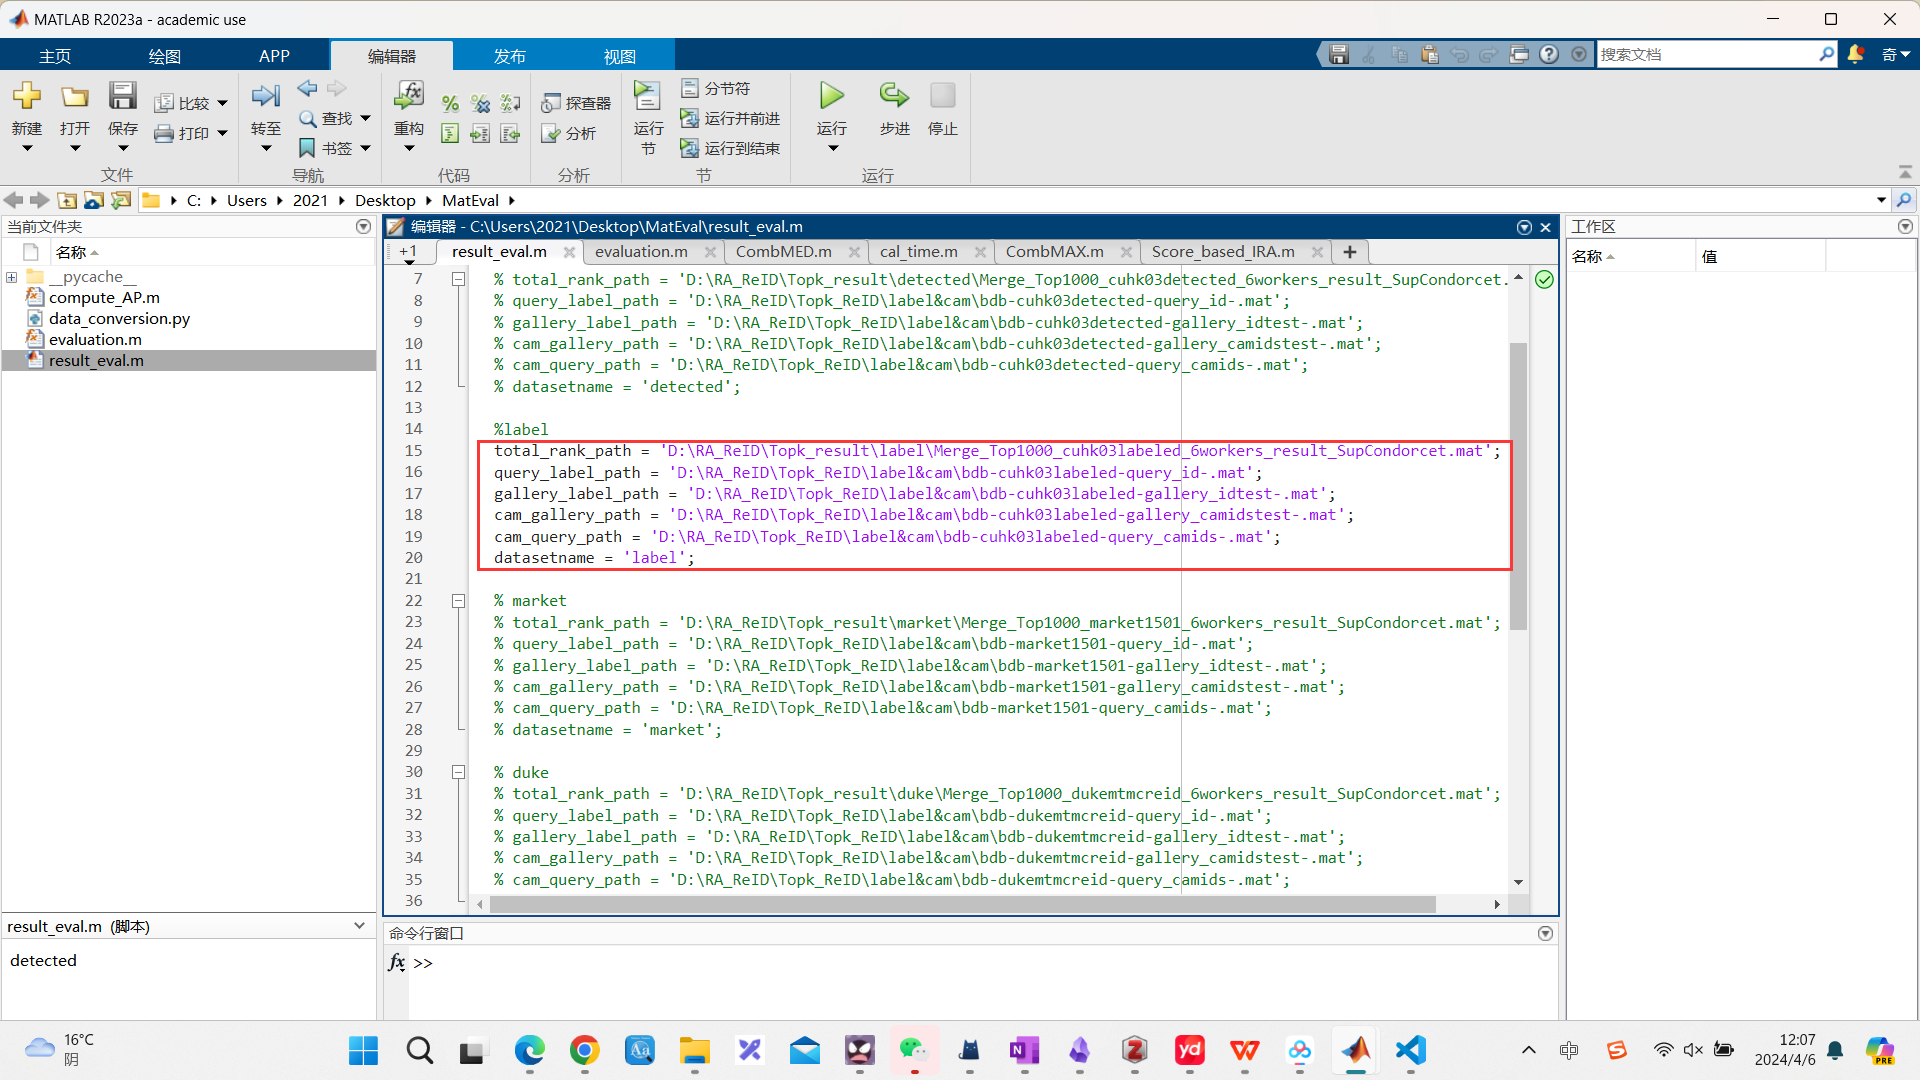 MATLAB R2023a - academic use
主页 绘图 APP 编辑器 发布 视图
搜索文档
奇
新建 打开 保存 比较 打印
文件
转至 查找 书签
导航
重构
代码
探查器 分析
分析
运行节 分节符 运行并前进 运行到结束
节
运行 步进 停止
运行
C: Users 2021 Desktop MatEval
当前文件夹
名称
__pycache__
compute_AP.m
data_conversion.py
evaluation.m
result_eval.m
result_eval.m (脚本)
detected
编辑器 - C:\Users\2021\Desktop\MatEval\result_eval.m
+1 result_eval.m evaluation.m CombMED.m cal_time.m CombMAX.m Score_based_IRA.m
7 % total_rank_path = 'D:\RA_ReID\Topk_result\detected\Merge_Top1000_cuhk03detected_6workers_result_SupCondorcet.
8 % query_label_path = 'D:\RA_ReID\Topk_ReID\label&cam\bdb-cuhk03detected-query_id-.mat';
9 % gallery_label_path = 'D:\RA_ReID\Topk_ReID\label&cam\bdb-cuhk03detected-gallery_idtest-.mat';
10 % cam_gallery_path = 'D:\RA_ReID\Topk_ReID\label&cam\bdb-cuhk03detected-gallery_camidstest-.mat';
11 % cam_query_path = 'D:\RA_ReID\Topk_ReID\label&cam\bdb-cuhk03detected-query_camids-.mat';
12 % datasetname = 'detected';
13
14 %label
15 total_rank_path = 'D:\RA_ReID\Topk_result\label\Merge_Top1000_cuhk03labeled_6workers_result_SupCondorcet.mat';
16 query_label_path = 'D:\RA_ReID\Topk_ReID\label&cam\bdb-cuhk03labeled-query_id-.mat';
17 gallery_label_path = 'D:\RA_ReID\Topk_ReID\label&cam\bdb-cuhk03labeled-gallery_idtest-.mat';
18 cam_gallery_path = 'D:\RA_ReID\Topk_ReID\label&cam\bdb-cuhk03labeled-gallery_camidstest-.mat';
19 cam_query_path = 'D:\RA_ReID\Topk_ReID\label&cam\bdb-cuhk03labeled-query_camids-.mat';
20 datasetname = 'label';
21
22 % market
23 % total_rank_path = 'D:\RA_ReID\Topk_result\market\Merge_Top1000_market1501_6workers_result_SupCondorcet.mat';
24 % query_label_path = 'D:\RA_ReID\Topk_ReID\label&cam\bdb-market1501-query_id-.mat';
25 % gallery_label_path = 'D:\RA_ReID\Topk_ReID\label&cam\bdb-market1501-gallery_idtest-.mat';
26 % cam_gallery_path = 'D:\RA_ReID\Topk_ReID\label&cam\bdb-market1501-gallery_camidstest-.mat';
27 % cam_query_path = 'D:\RA_ReID\Topk_ReID\label&cam\bdb-market1501-query_camids-.mat';
28 % datasetname = 'market';
29
30 % duke
31 % total_rank_path = 'D:\RA_ReID\Topk_result\duke\Merge_Top1000_dukemtmcreid_6workers_result_SupCondorcet.mat';
32 % query_label_path = 'D:\RA_ReID\Topk_ReID\label&cam\bdb-dukemtmcreid-query_id-.mat';
33 % gallery_label_path = 'D:\RA_ReID\Topk_ReID\label&cam\bdb-dukemtmcreid-gallery_idtest-.mat';
34 % cam_gallery_path = 'D:\RA_ReID\Topk_ReID\label&cam\bdb-dukemtmcreid-gallery_camidstest-.mat';
35 % cam_query_path = 'D:\RA_ReID\Topk_ReID\label&cam\bdb-dukemtmcreid-query_camids-.mat';
36
命令行窗口
fx >>
工作区
名称 值
16°C
阴
yd
中
12:07
2024/4/6
PRE